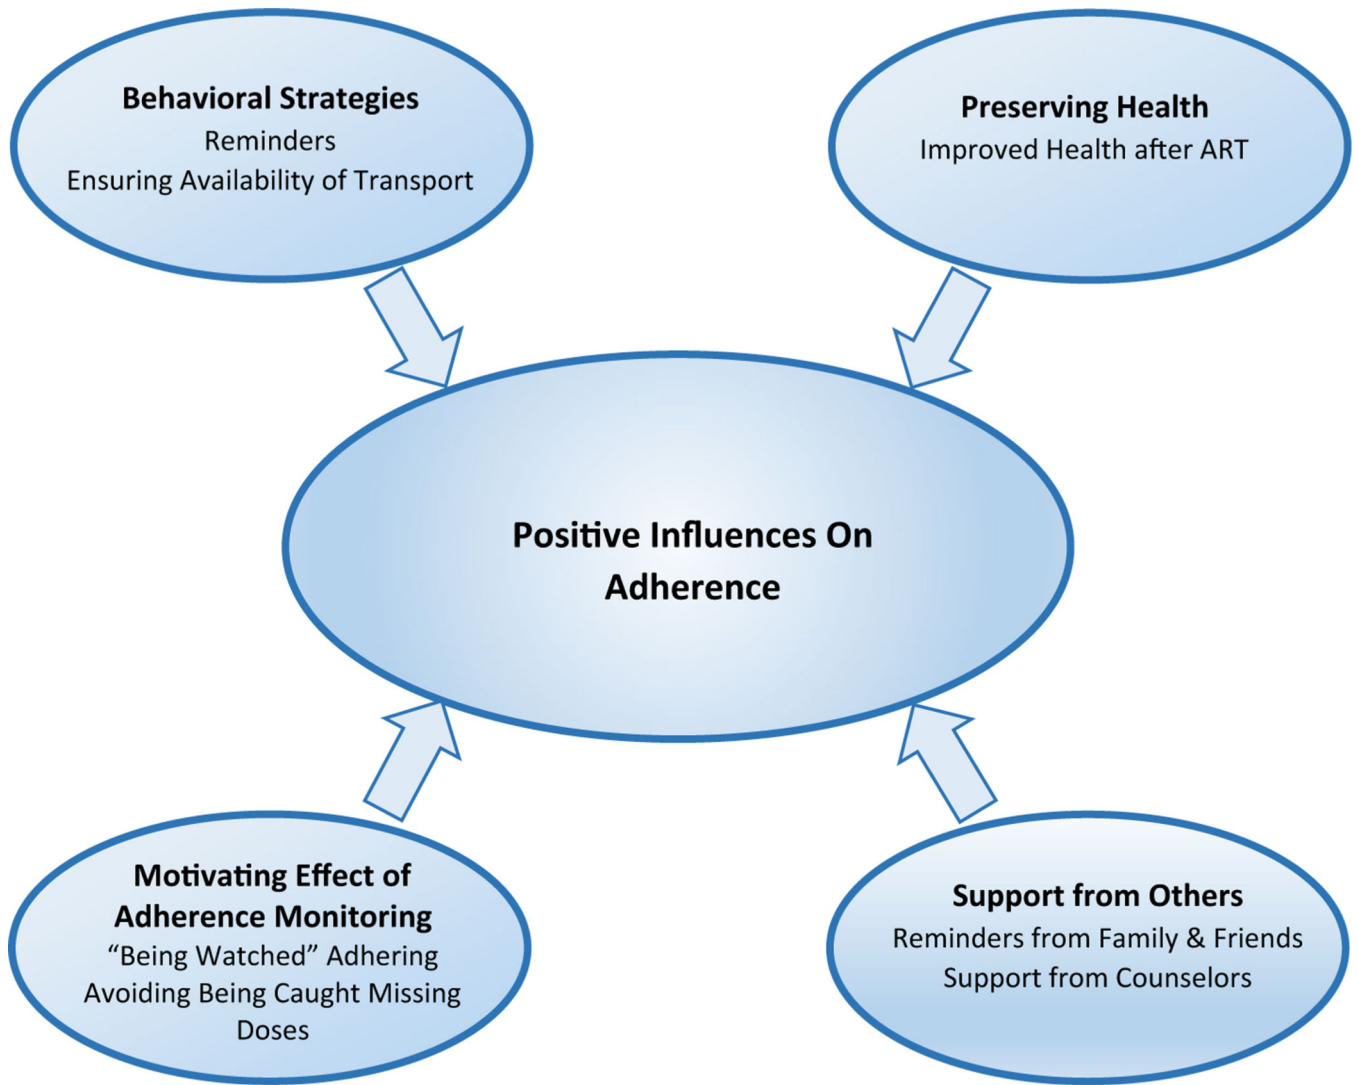 Behavioral Strategies
Reminders
Ensuring Availability of Transport
Preserving Health
Improved Health after ART
Positive Influences On
Adherence
Motivating Effect of
Adherence Monitoring
“Being Watched” Adhering
Avoiding Being Caught Missing
Doses
Support from Others
Reminders from Family & Friends
Support from Counselors